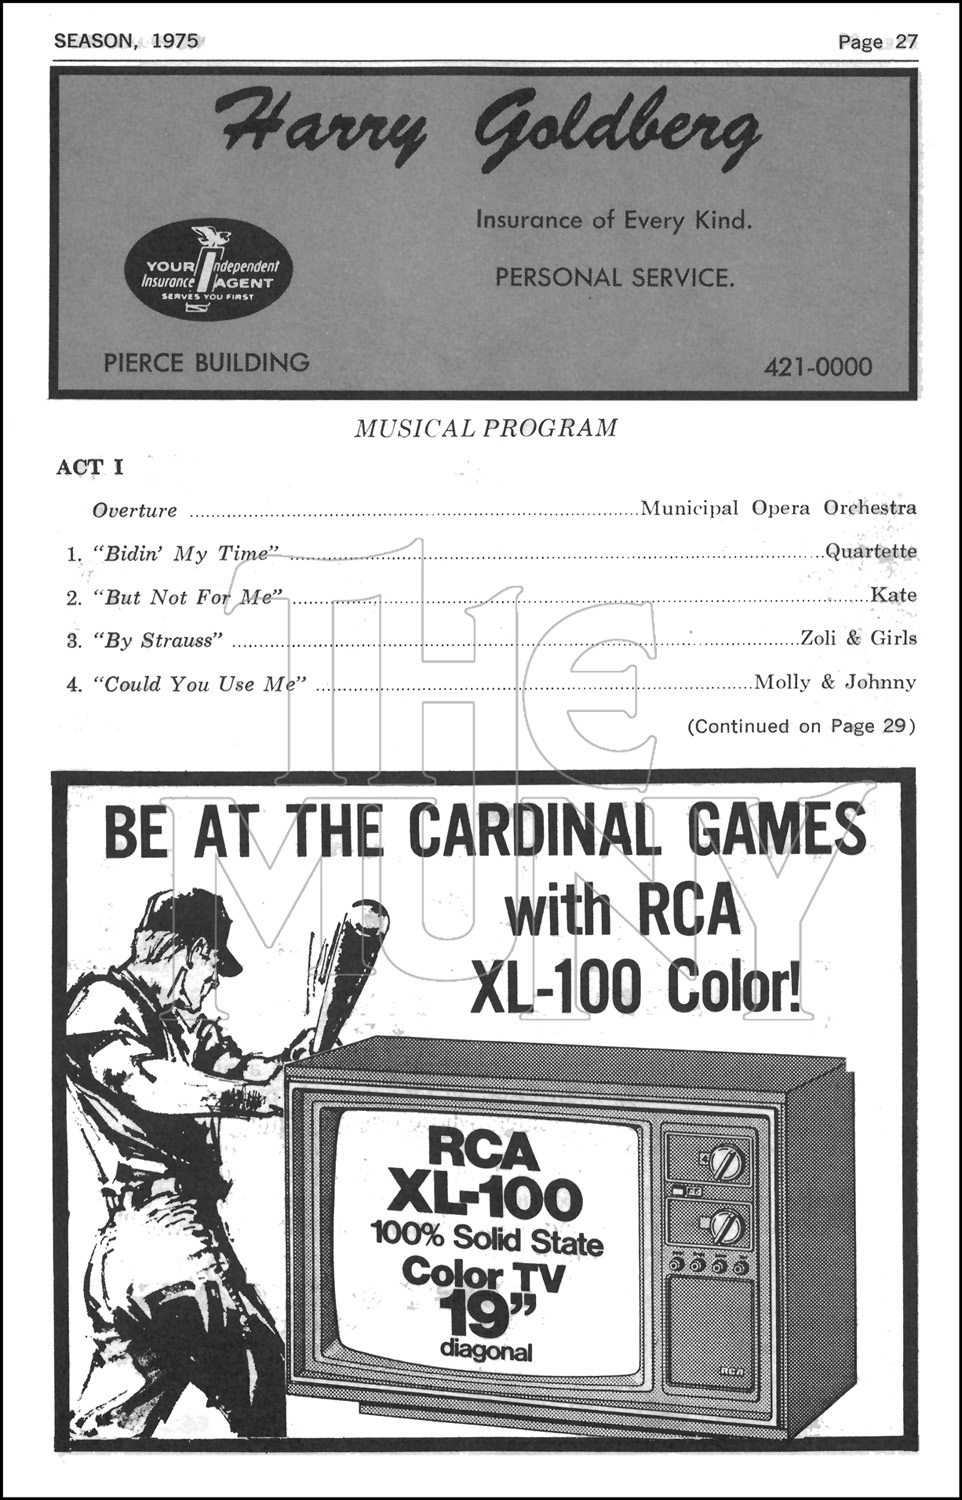 SEASON, 1975 Page 27
Harry Goldberg
Insurance of Every Kind.
PERSONAL SERVICE.
YOUR Independent
Insurance AGENT
SERVES YOU FIRST
PIERCE BUILDING 421-0000
MUSICAL PROGRAM
ACT I
Overture ........ Municipal Opera Orchestra
1. “Bidin’ My Time” ........ Quartette
2. “But Not For Me” ........ Kate
3. “By Strauss” ........ Zoli & Girls
4. “Could You Use Me” ........ Molly & Johnny
(Continued on Page 29)
THE
MUNY
BE AT THE CARDINAL GAMES
with RCA
XL-100 Color!
RCA
XL-100
100% Solid State
Color TV
19”
diagonal
4
RCA